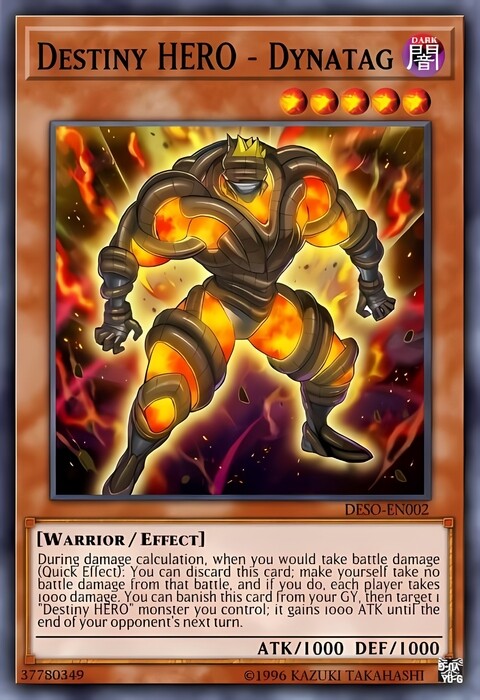 DESTINY HERO - DYNATAG
DARK
闇
DESO-EN002
[WARRIOR / EFFECT]
During damage calculation, when you would take battle damage
(Quick Effect): You can discard this card; make yourself take no
battle damage from that battle, and if you do, each player takes
1000 damage. You can banish this card from your GY, then target 1
"Destiny HERO" monster you control; it gains 1000 ATK until the
end of your opponent's next turn.
ATK/1000 DEF/1000
37780349
©1996 KAZUKI TAKAHASHI